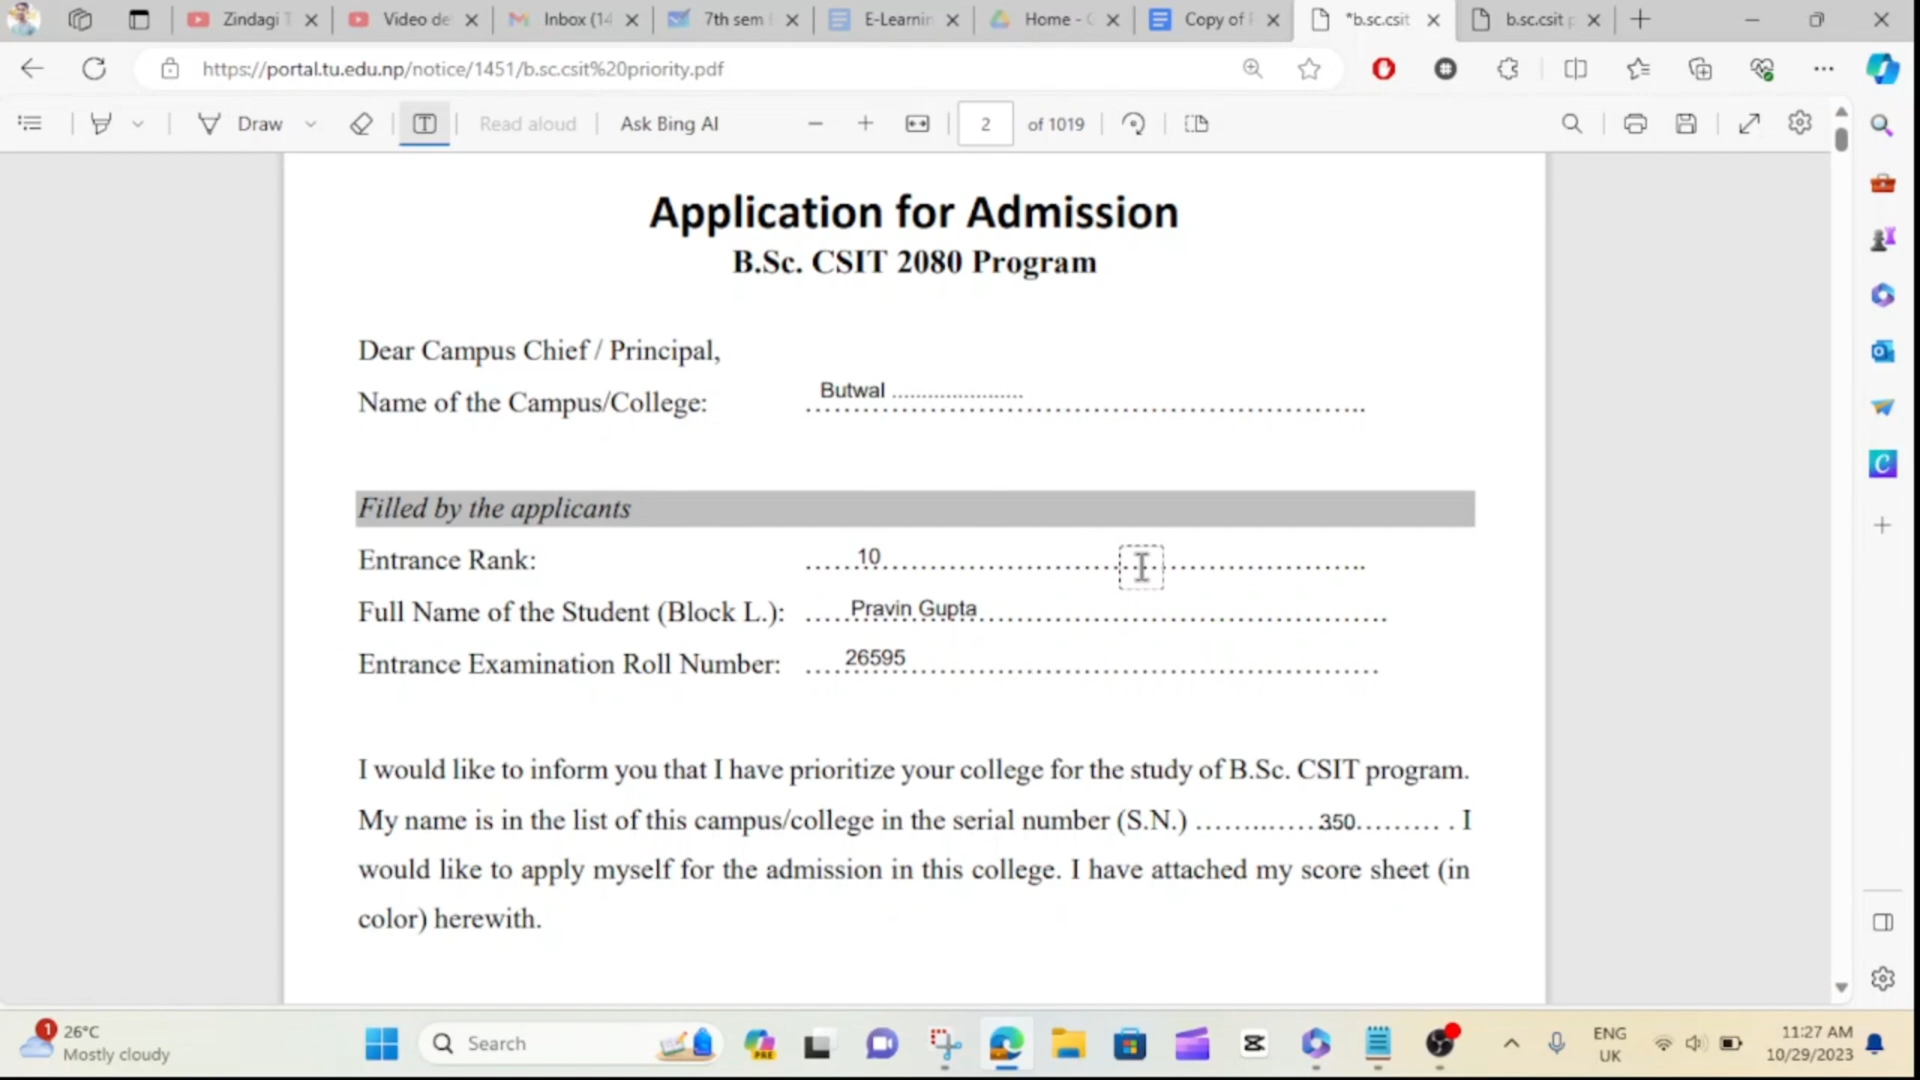 Zindagi T
Video de
Inbox (14
7th sem
E-Learnin
Home - G
Copy of F
*b.sc.csit
b.sc.csit p
https://portal.tu.edu.np/notice/1451/b.sc.csit%20priority.pdf
Draw
Read aloud
Ask Bing AI
2
of 1019
Application for Admission
B.Sc. CSIT 2080 Program
Dear Campus Chief / Principal,
Butwal ......................
Name of the Campus/College: ……………………………………………………..
Filled by the applicants
Entrance Rank: …..10……………………………………………..
Full Name of the Student (Block L.): …..Pravin Gupta……………………………………….
Entrance Examination Roll Number: ….26595……………………………………………….
I would like to inform you that I have prioritize your college for the study of B.Sc. CSIT program.
My name is in the list of this campus/college in the serial number (S.N.) ……..…..350……… . I
would like to apply myself for the admission in this college. I have attached my score sheet (in
color) herewith.
1
26°C
Mostly cloudy
Search
PRE
ENG
UK
11:27 AM
10/29/2023